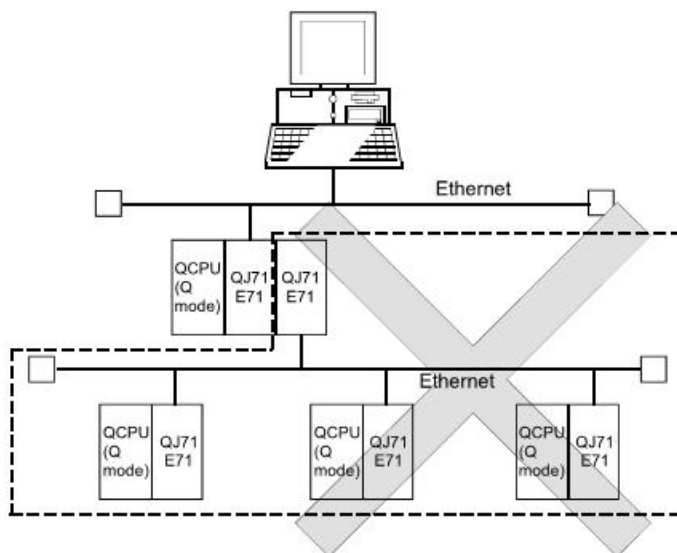 Ethernet
QCPU
(Q
mode)
QJ71
E71
QJ71
E71
Ethernet
QCPU
(Q
mode)
QJ71
E71
QCPU
(Q
mode)
QJ71
E71
QCPU
(Q
mode)
QJ71
E71